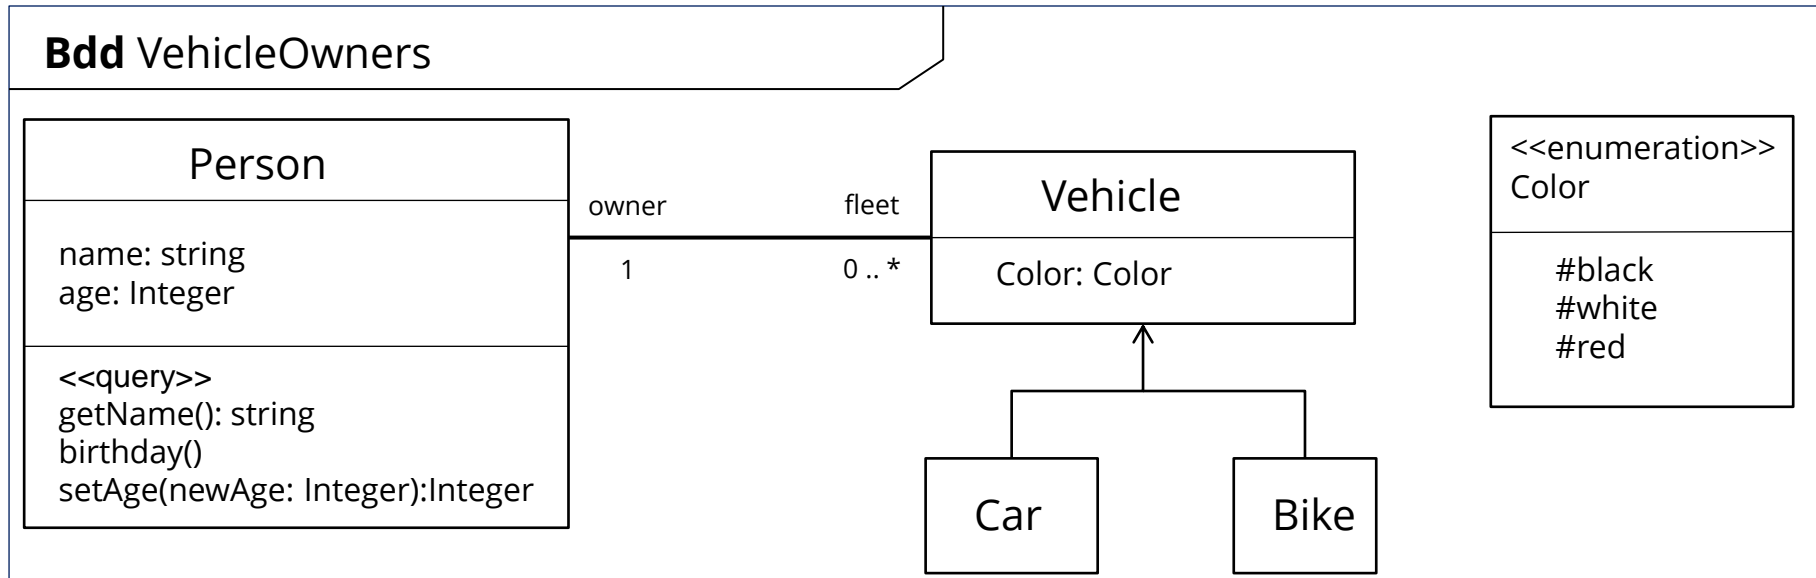 Bdd VehicleOwners
Person
name: string
age: Integer
<<query>>
getName(): string
birthday()
setAge(newAge: Integer):Integer
owner
fleet
1
0 .. *
Vehicle
Color: Color
Car
Bike
<<enumeration>>
Color
#black
#white
#red